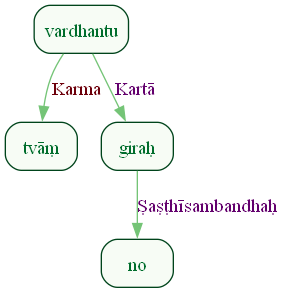 vardhantu
Karma Kartā
tvāṃ giraḥ
Ṣaṣṭhīsambandhaḥ
no